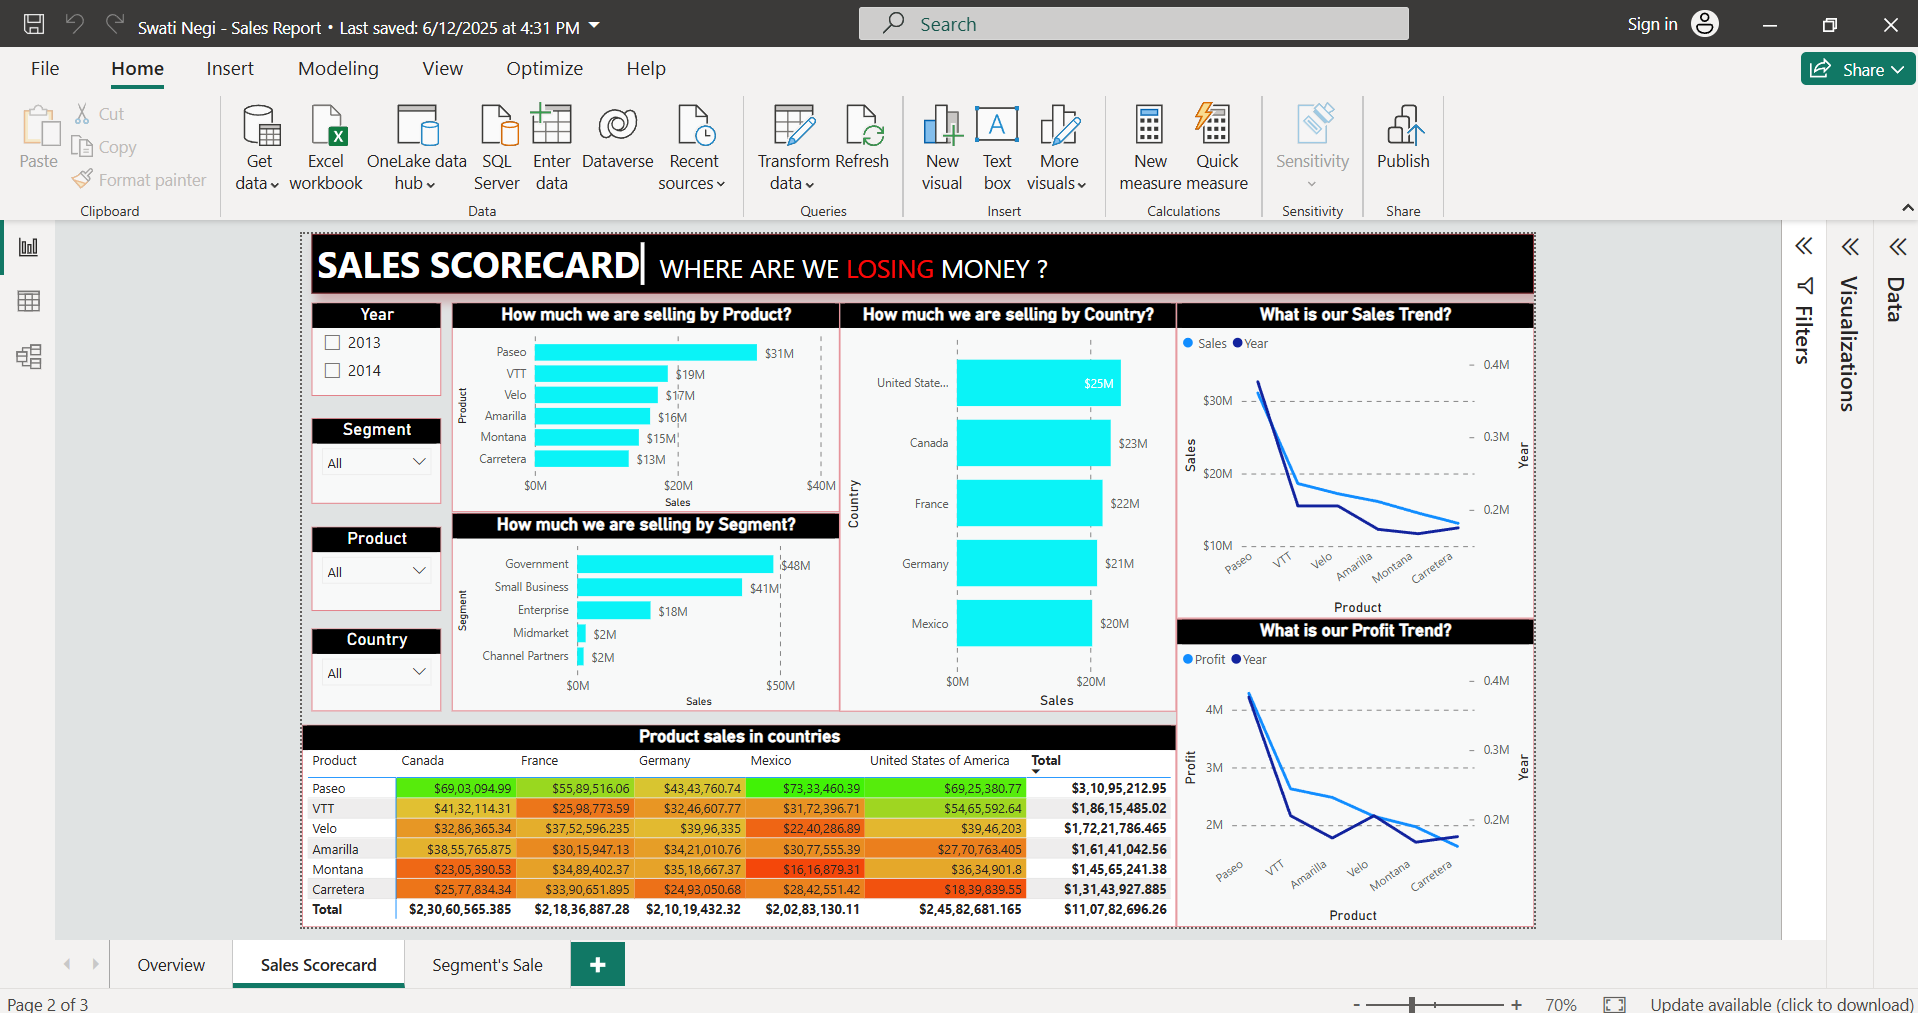 Swati Negi - Sales Report • Last saved: 6/12/2025 at 4:31 PM
Search
Sign in
File Home Insert Modeling View Optimize Help
Share
Paste
Cut
Copy
Format painter
Clipboard
Get data
Excel workbook
OneLake data hub
SQL Server
Enter data
Dataverse
Recent sources
Data
Transform data
Refresh
Queries
New visual
Text box
More visuals
Insert
New measure
Quick measure
Calculations
Sensitivity
Sensitivity
Publish
Share
SALES SCORECARD WHERE ARE WE LOSING MONEY ?
Year
2013
2014
Segment
All
Product
All
Country
All
How much we are selling by Product?
Product
Paseo $31M
VTT $19M
Velo $17M
Amarilla $16M
Montana $15M
Carretera $13M
$0M $20M $40M
Sales
How much we are selling by Segment?
Segment
Government $48M
Small Business $41M
Enterprise $18M
Midmarket $2M
Channel Partners $2M
$0M $50M
Sales
How much we are selling by Country?
Country
United State... $25M
Canada $23M
France $22M
Germany $21M
Mexico $20M
$0M $20M
Sales
What is our Sales Trend?
Sales Year
0.4M
$30M
0.3M
$20M
0.2M
$10M
Sales
Year
Paseo VTT Velo Amarilla Montana Carretera
Product
What is our Profit Trend?
Profit Year
0.4M
4M
0.3M
3M
0.2M
2M
Profit
Year
Paseo VTT Amarilla Velo Montana Carretera
Product
Product sales in countries
Product Canada France Germany Mexico United States of America Total
Paseo $69,03,094.99 $55,89,516.06 $43,43,760.74 $73,33,460.39 $69,25,380.77 $3,10,95,212.95
VTT $41,32,114.31 $25,98,773.59 $32,46,607.77 $31,72,396.71 $54,65,592.64 $1,86,15,485.02
Velo $32,86,365.34 $37,52,596.235 $39,96,335 $22,40,286.89 $39,46,203 $1,72,21,786.465
Amarilla $38,55,765.875 $30,15,947.13 $34,21,010.76 $30,77,555.39 $27,70,763.405 $1,61,41,042.56
Montana $23,05,390.53 $34,89,402.37 $35,18,667.37 $16,16,879.31 $36,34,901.8 $1,45,65,241.38
Carretera $25,77,834.34 $33,90,651.895 $24,93,050.68 $28,42,551.42 $18,39,839.55 $1,31,43,927.885
Total $2,30,60,565.385 $2,18,36,887.28 $2,10,19,432.32 $2,02,83,130.11 $2,45,82,681.165 $11,07,82,696.26
Filters
Visualizations
Data
Overview Sales Scorecard Segment's Sale
Page 2 of 3
- + 70%
Update available (click to download)